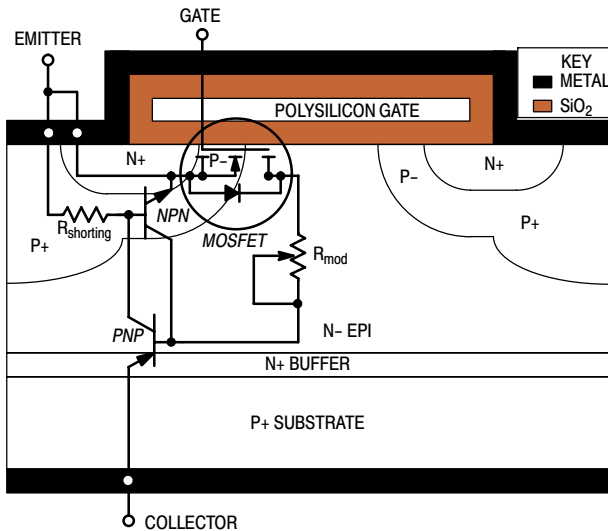 GATE
EMITTER
KEY
METAL
SiO2
POLYSILICON GATE
N+
P–
N+
P–
NPN
Rshorting
MOSFET
P+
P+
Rmod
PNP
N– EPI
N+ BUFFER
P+ SUBSTRATE
COLLECTOR